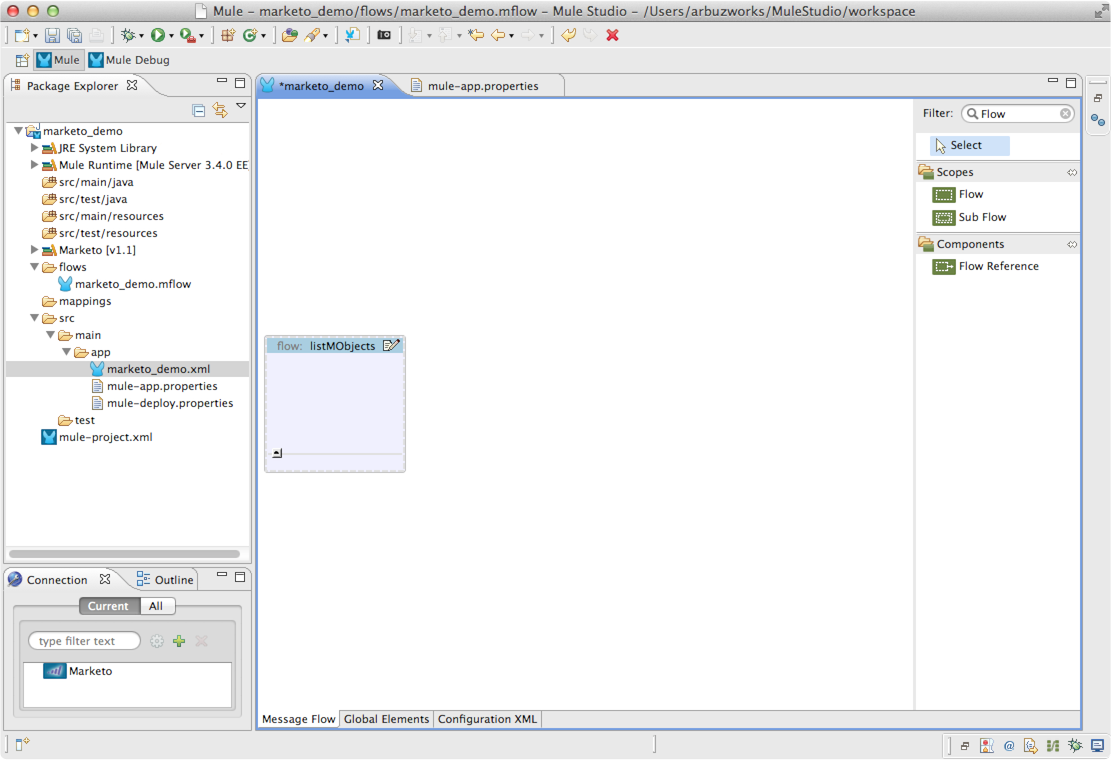 Mule – marketo_demo/flows/marketo_demo.mflow – Mule Studio – /Users/arbuzworks/MuleStudio/workspace
Mule
Mule Debug
Package Explorer
marketo_demo
JRE System Library
Mule Runtime [Mule Server 3.4.0 EE
src/main/java
src/test/java
src/main/resources
src/test/resources
Marketo [v1.1]
flows
marketo_demo.mflow
mappings
src
main
app
marketo_demo.xml
mule-app.properties
mule-deploy.properties
test
mule-project.xml
Connection
Outline
Current
All
type filter text
Marketo
*marketo_demo
mule-app.properties
flow: listMObjects
Message Flow
Global Elements
Configuration XML
Filter:
Flow
Select
Scopes
Flow
Sub Flow
Components
Flow Reference